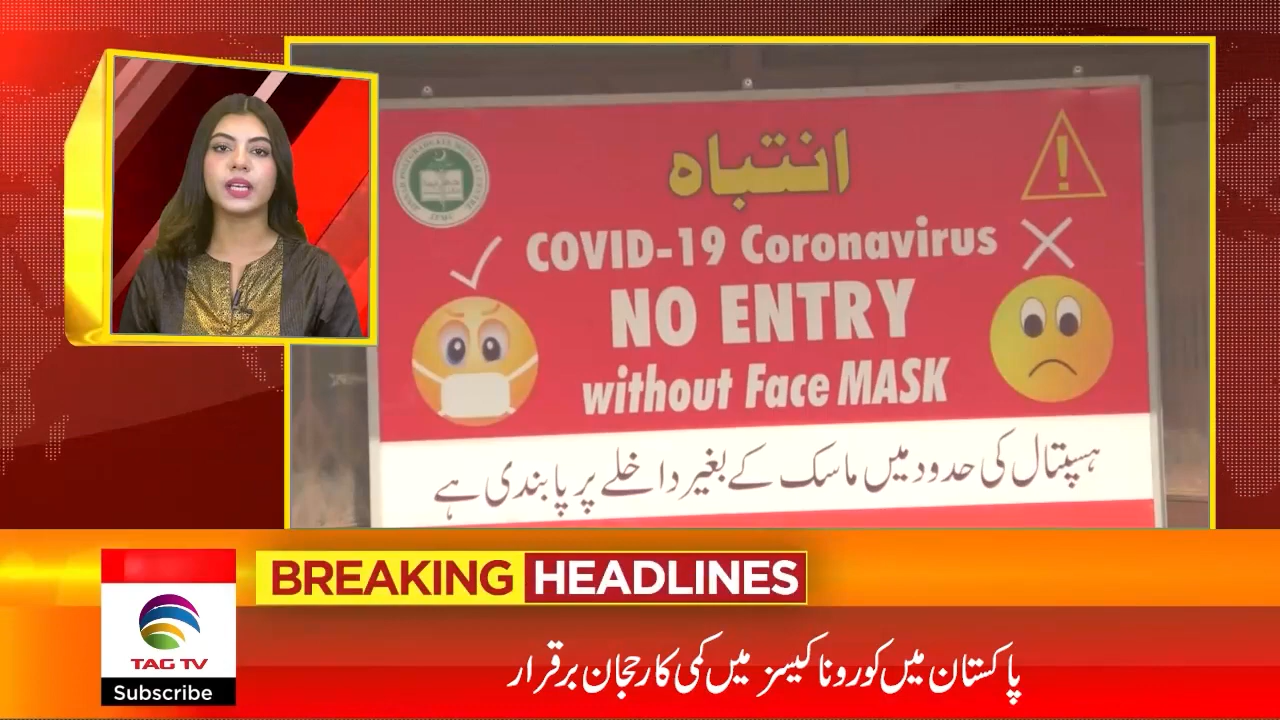 انتباہ
COVID-19 Coronavirus
NO ENTRY
without Face MASK
ہسپتال کی حدود میں ماسک کے بغیر داخلے پر پابندی ہے
BREAKING HEADLINES
TAG TV
Subscribe
پاکستان میں کورونا کیسز میں کمی کا رجحان برقرار